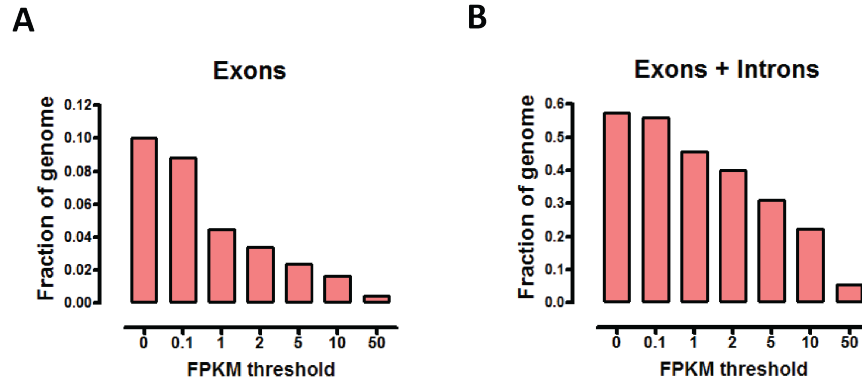 A
Exons
Fraction of genome
0.12
0.10
0.08
0.06
0.04
0.02
0.00
0 0.1 1 2 5 10 50
FPKM threshold
B
Exons + Introns
Fraction of genome
0.6
0.5
0.4
0.3
0.2
0.1
0.0
0 0.1 1 2 5 10 50
FPKM threshold